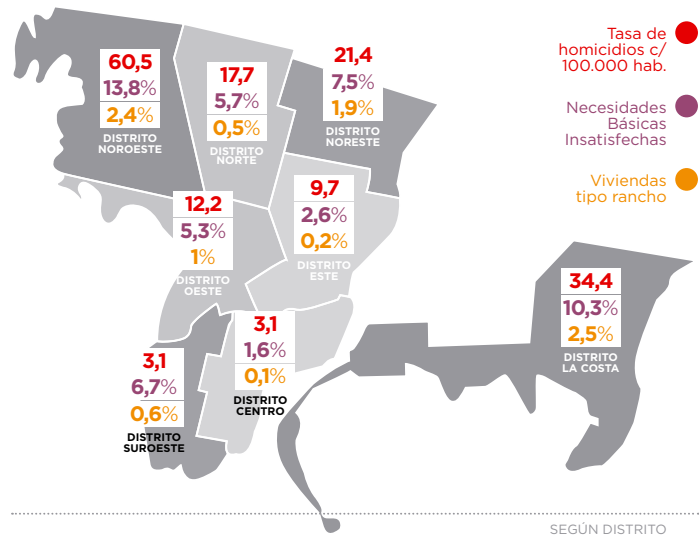 60,5
13,8%
2,4%
DISTRITO
NOROESTE
17,7
5,7%
0,5%
DISTRITO
NORTE
21,4
7,5%
1,9%
DISTRITO
NORESTE
Tasa de
homicidios c/
100.000 hab.
Necesidades
Básicas
Insatisfechas
Viviendas
tipo rancho
12,2
5,3%
1%
DISTRITO
OESTE
9,7
2,6%
0,2%
DISTRITO
ESTE
34,4
10,3%
2,5%
DISTRITO
LA COSTA
3,1
6,7%
0,6%
DISTRITO
SUROESTE
3,1
1,6%
0,1%
DISTRITO
CENTRO
SEGÚN DISTRITO